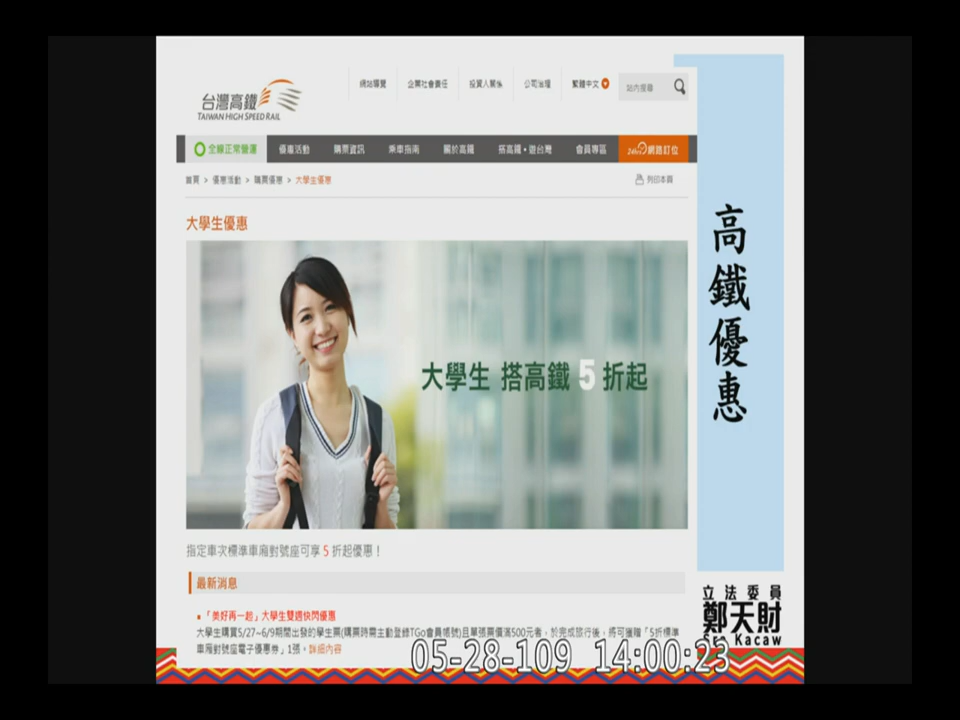 台灣高鐵
TAIWAN HIGH SPEED RAIL
網站導覽 企業社會責任 投資人關係 公司治理 繁體中文 站內搜尋
全線正常營運 優惠活動 購票資訊 乘車指南 關於高鐵 搭高鐵•遊台灣 會員專區 24hrs網路訂位
首頁 > 優惠活動 > 購票優惠 > 大學生優惠
列印本頁
大學生優惠
大學生 搭高鐵 5 折起
指定車次標準車廂對號座可享 5 折起優惠！
最新消息
「美好再一起」大學生雙週快閃優惠
大學生購買5/27~6/9期間出發的學生票(購票時需主動登錄TGo會員帳號)且單張票價滿500元者，於完成旅行後，將可獲贈「5折標準
車廂對號座電子優惠券」1張。詳細內容
高鐵優惠
立法委員
鄭天財
Sra Kacaw
05-28-109 14:00:23